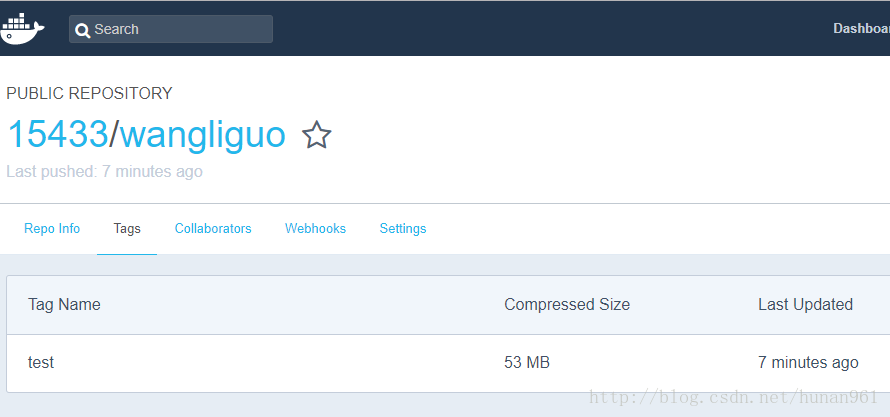 Search
Dashboar
PUBLIC REPOSITORY
15433/wangliguo
Last pushed: 7 minutes ago
Repo Info Tags Collaborators Webhooks Settings
Tag Name Compressed Size Last Updated
test 53 MB 7 minutes ago
http://blog.csdn.net/hunan961